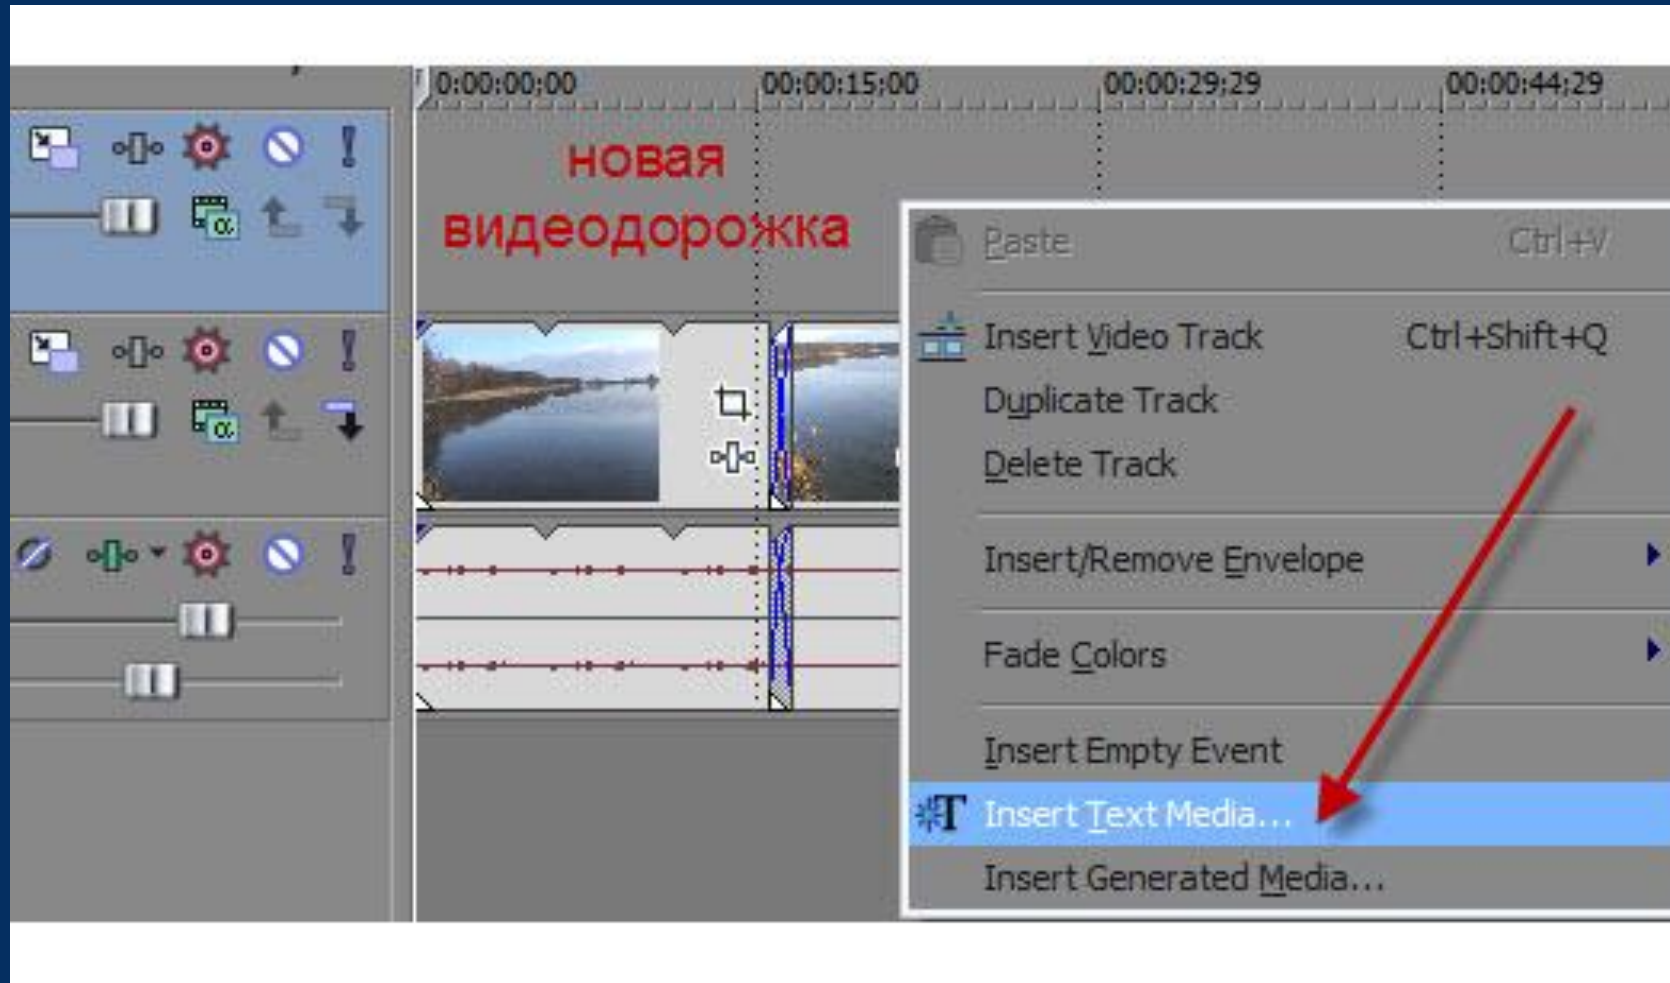 0:00:00;00 00:00:15;00 00:00:29;29 00:00:44;29
новая
видеодорожка
Paste Ctrl+V
Insert Video Track Ctrl+Shift+Q
Duplicate Track
Delete Track
Insert/Remove Envelope
Fade Colors
Insert Empty Event
Insert Text Media...
Insert Generated Media...